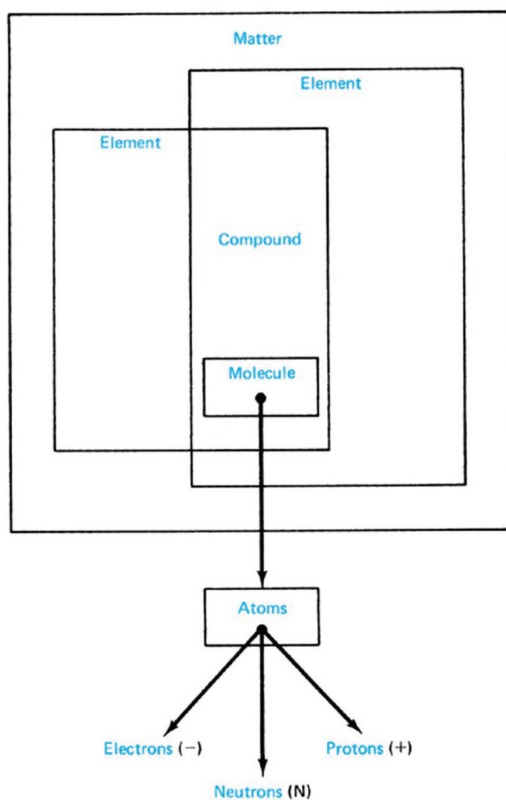 Matter
Element
Element
Compound
Molecule
Atoms
Electrons (−)
Protons (+)
Neutrons (N)